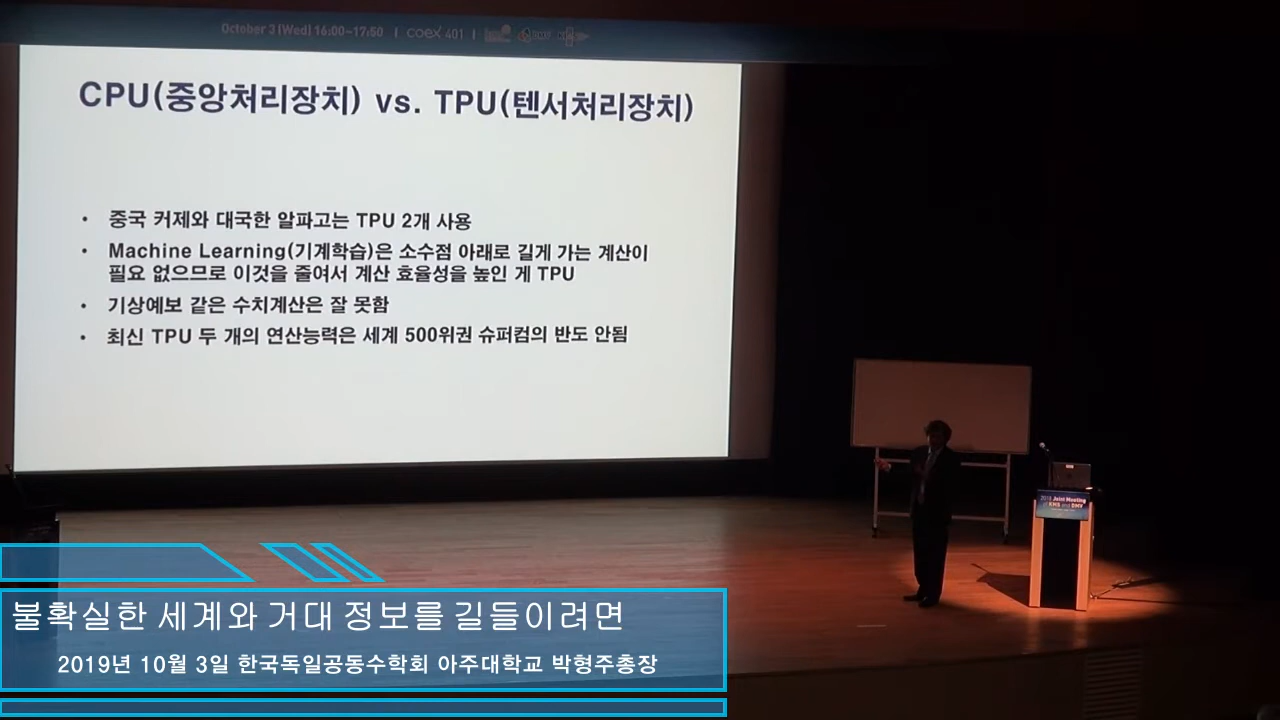 October 3 (Wed) 16:00~17:50 | coex 401 |
CPU(중앙처리장치) vs. TPU(텐서처리장치)
• 중국 커제와 대국한 알파고는 TPU 2개 사용
• Machine Learning(기계학습)은 소수점 아래로 길게 가는 계산이
필요 없으므로 이것을 줄여서 계산 효율성을 높인 게 TPU
• 기상예보 같은 수치계산은 잘 못함
• 최신 TPU 두 개의 연산능력은 세계 500위권 슈퍼컴의 반도 안됨
Joint Meeting
of KMS and DMV
불확실한 세계와 거대 정보를 길들이려면
2019년 10월 3일 한국독일공동수학회 아주대학교 박형주총장